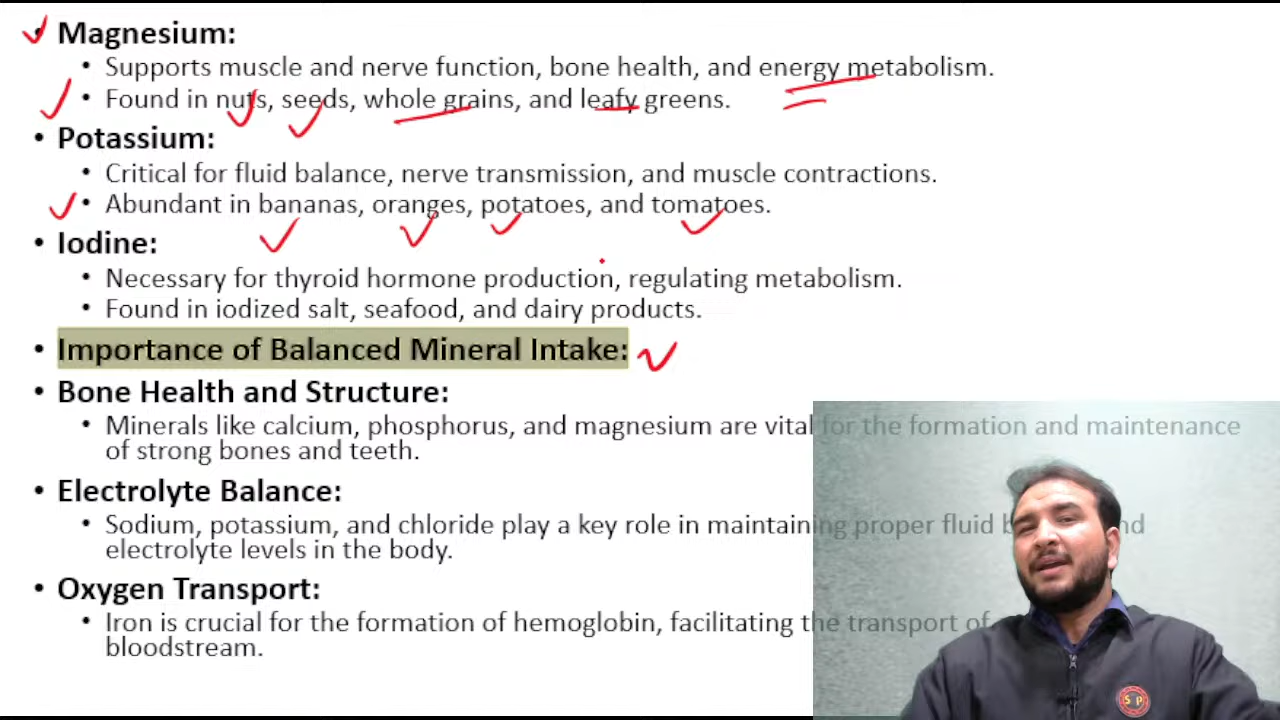 • Magnesium:
• Supports muscle and nerve function, bone health, and energy metabolism.
• Found in nuts, seeds, whole grains, and leafy greens.
• Potassium:
• Critical for fluid balance, nerve transmission, and muscle contractions.
• Abundant in bananas, oranges, potatoes, and tomatoes.
• Iodine:
• Necessary for thyroid hormone production, regulating metabolism.
• Found in iodized salt, seafood, and dairy products.
• Importance of Balanced Mineral Intake:
• Bone Health and Structure:
• Minerals like calcium, phosphorus, and magnesium are vital for the formation and maintenance
of strong bones and teeth.
• Electrolyte Balance:
• Sodium, potassium, and chloride play a key role in maintaining proper fluid
electrolyte levels in the body.
• Oxygen Transport:
• Iron is crucial for the formation of hemoglobin, facilitating the transport of
bloodstream.